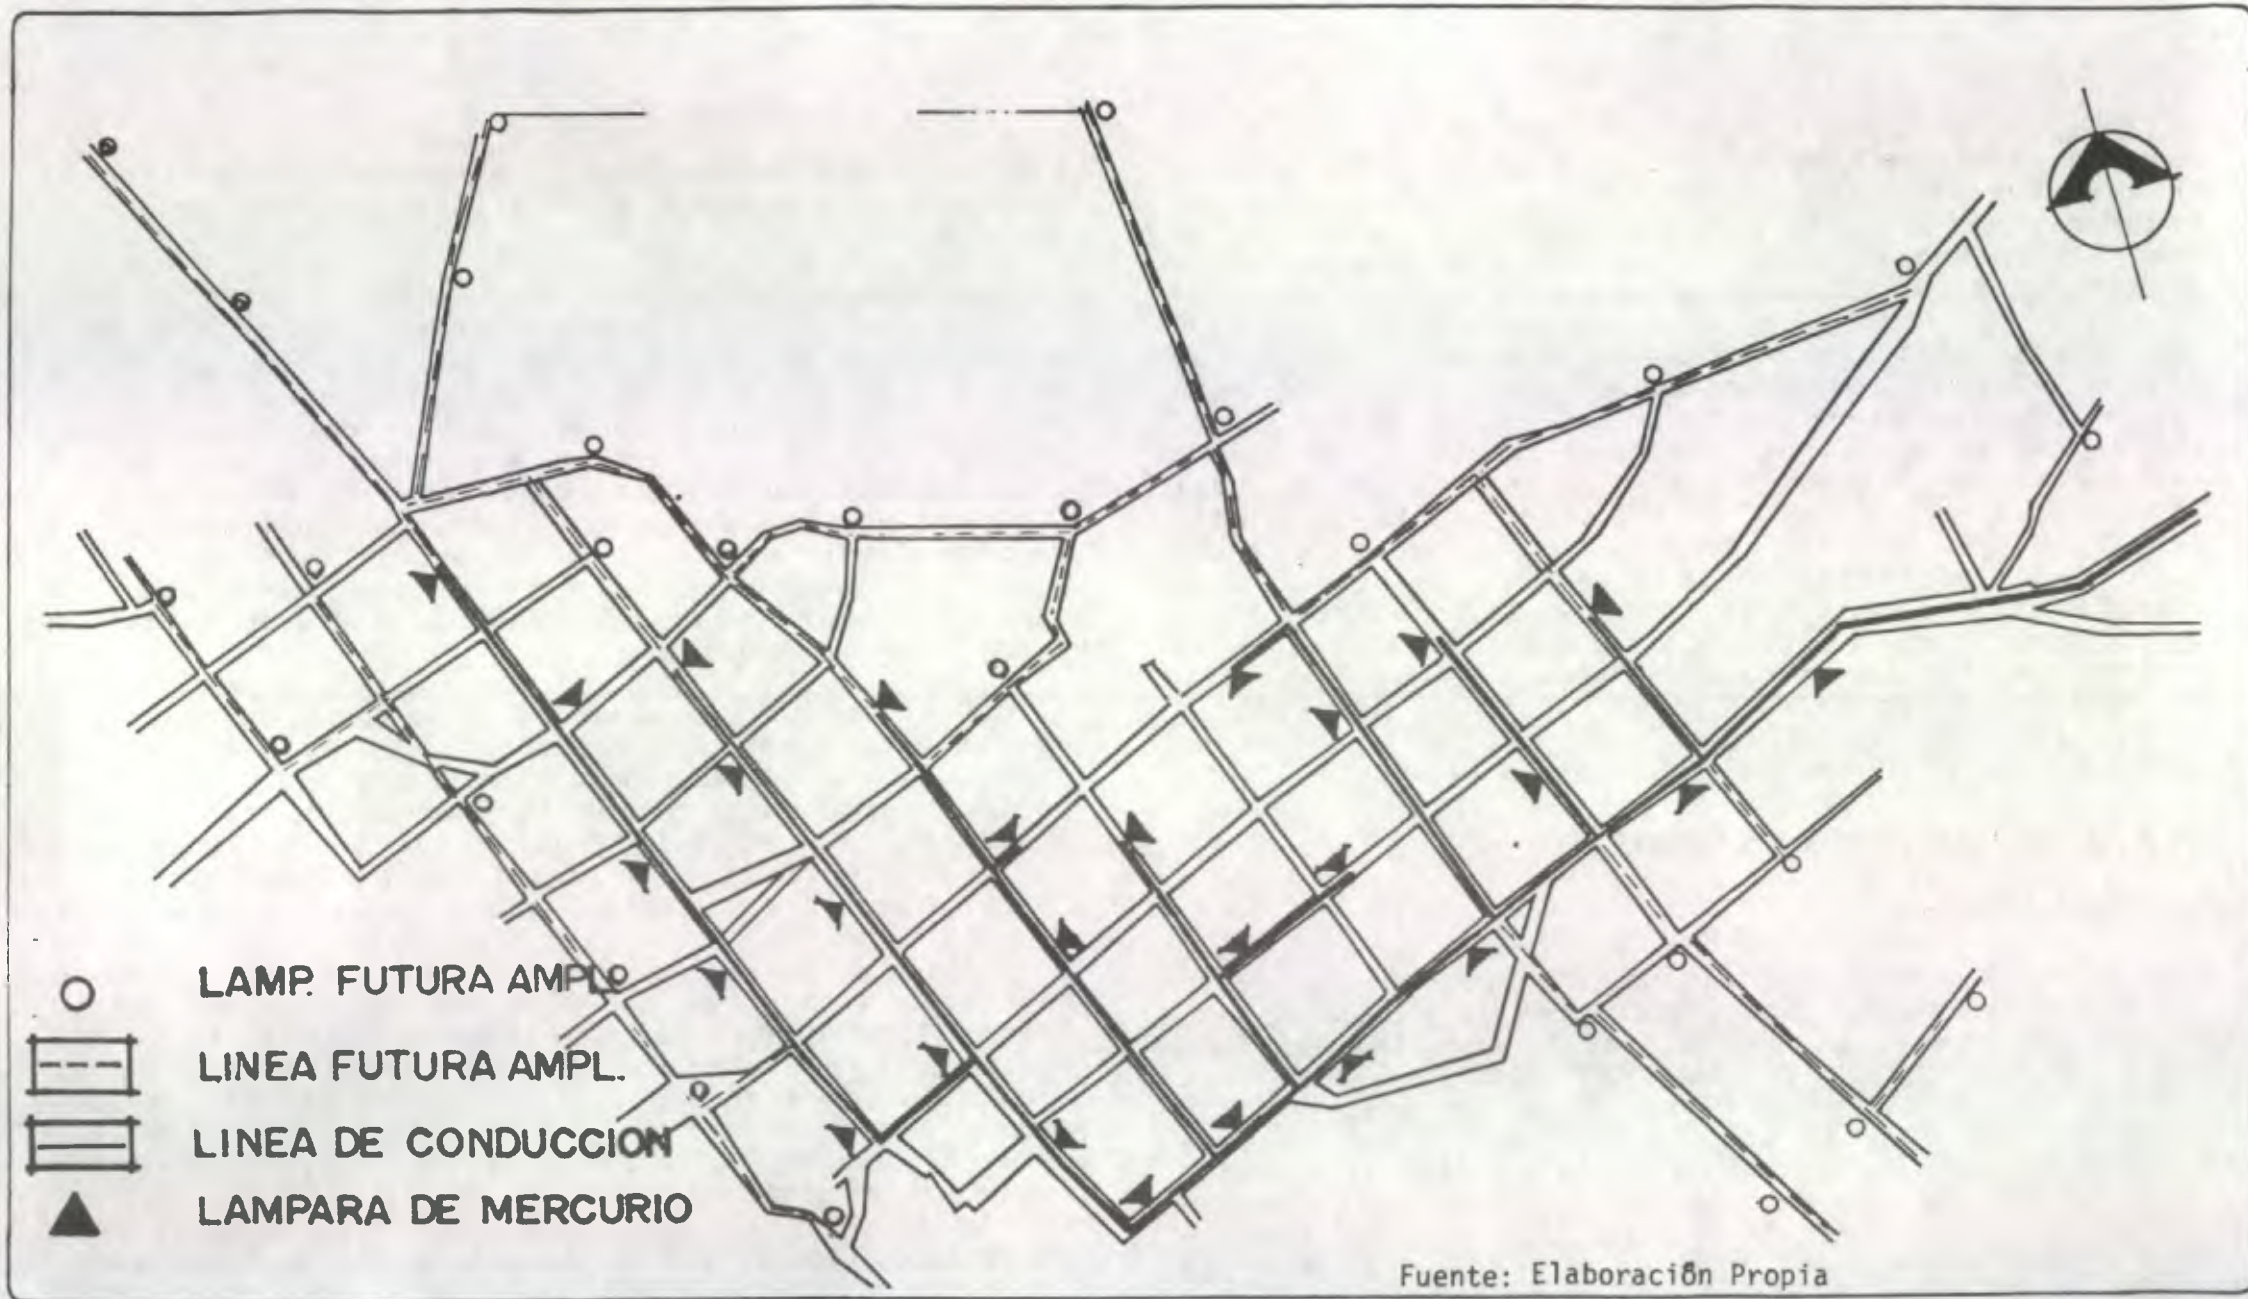 LAMP. FUTURA AMPL.
LINEA FUTURA AMPL.
LINEA DE CONDUCCION
LAMPARA DE MERCURIO
Fuente: Elaboración Propia